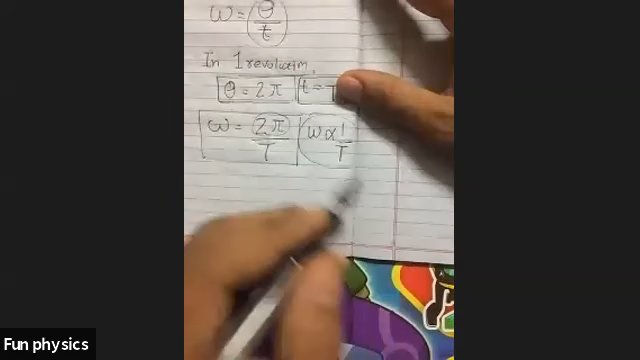 ω = θ/t
In 1 revolution,
θ = 2π t = T
ω = 2π/T ω ∝ 1/T
Fun physics